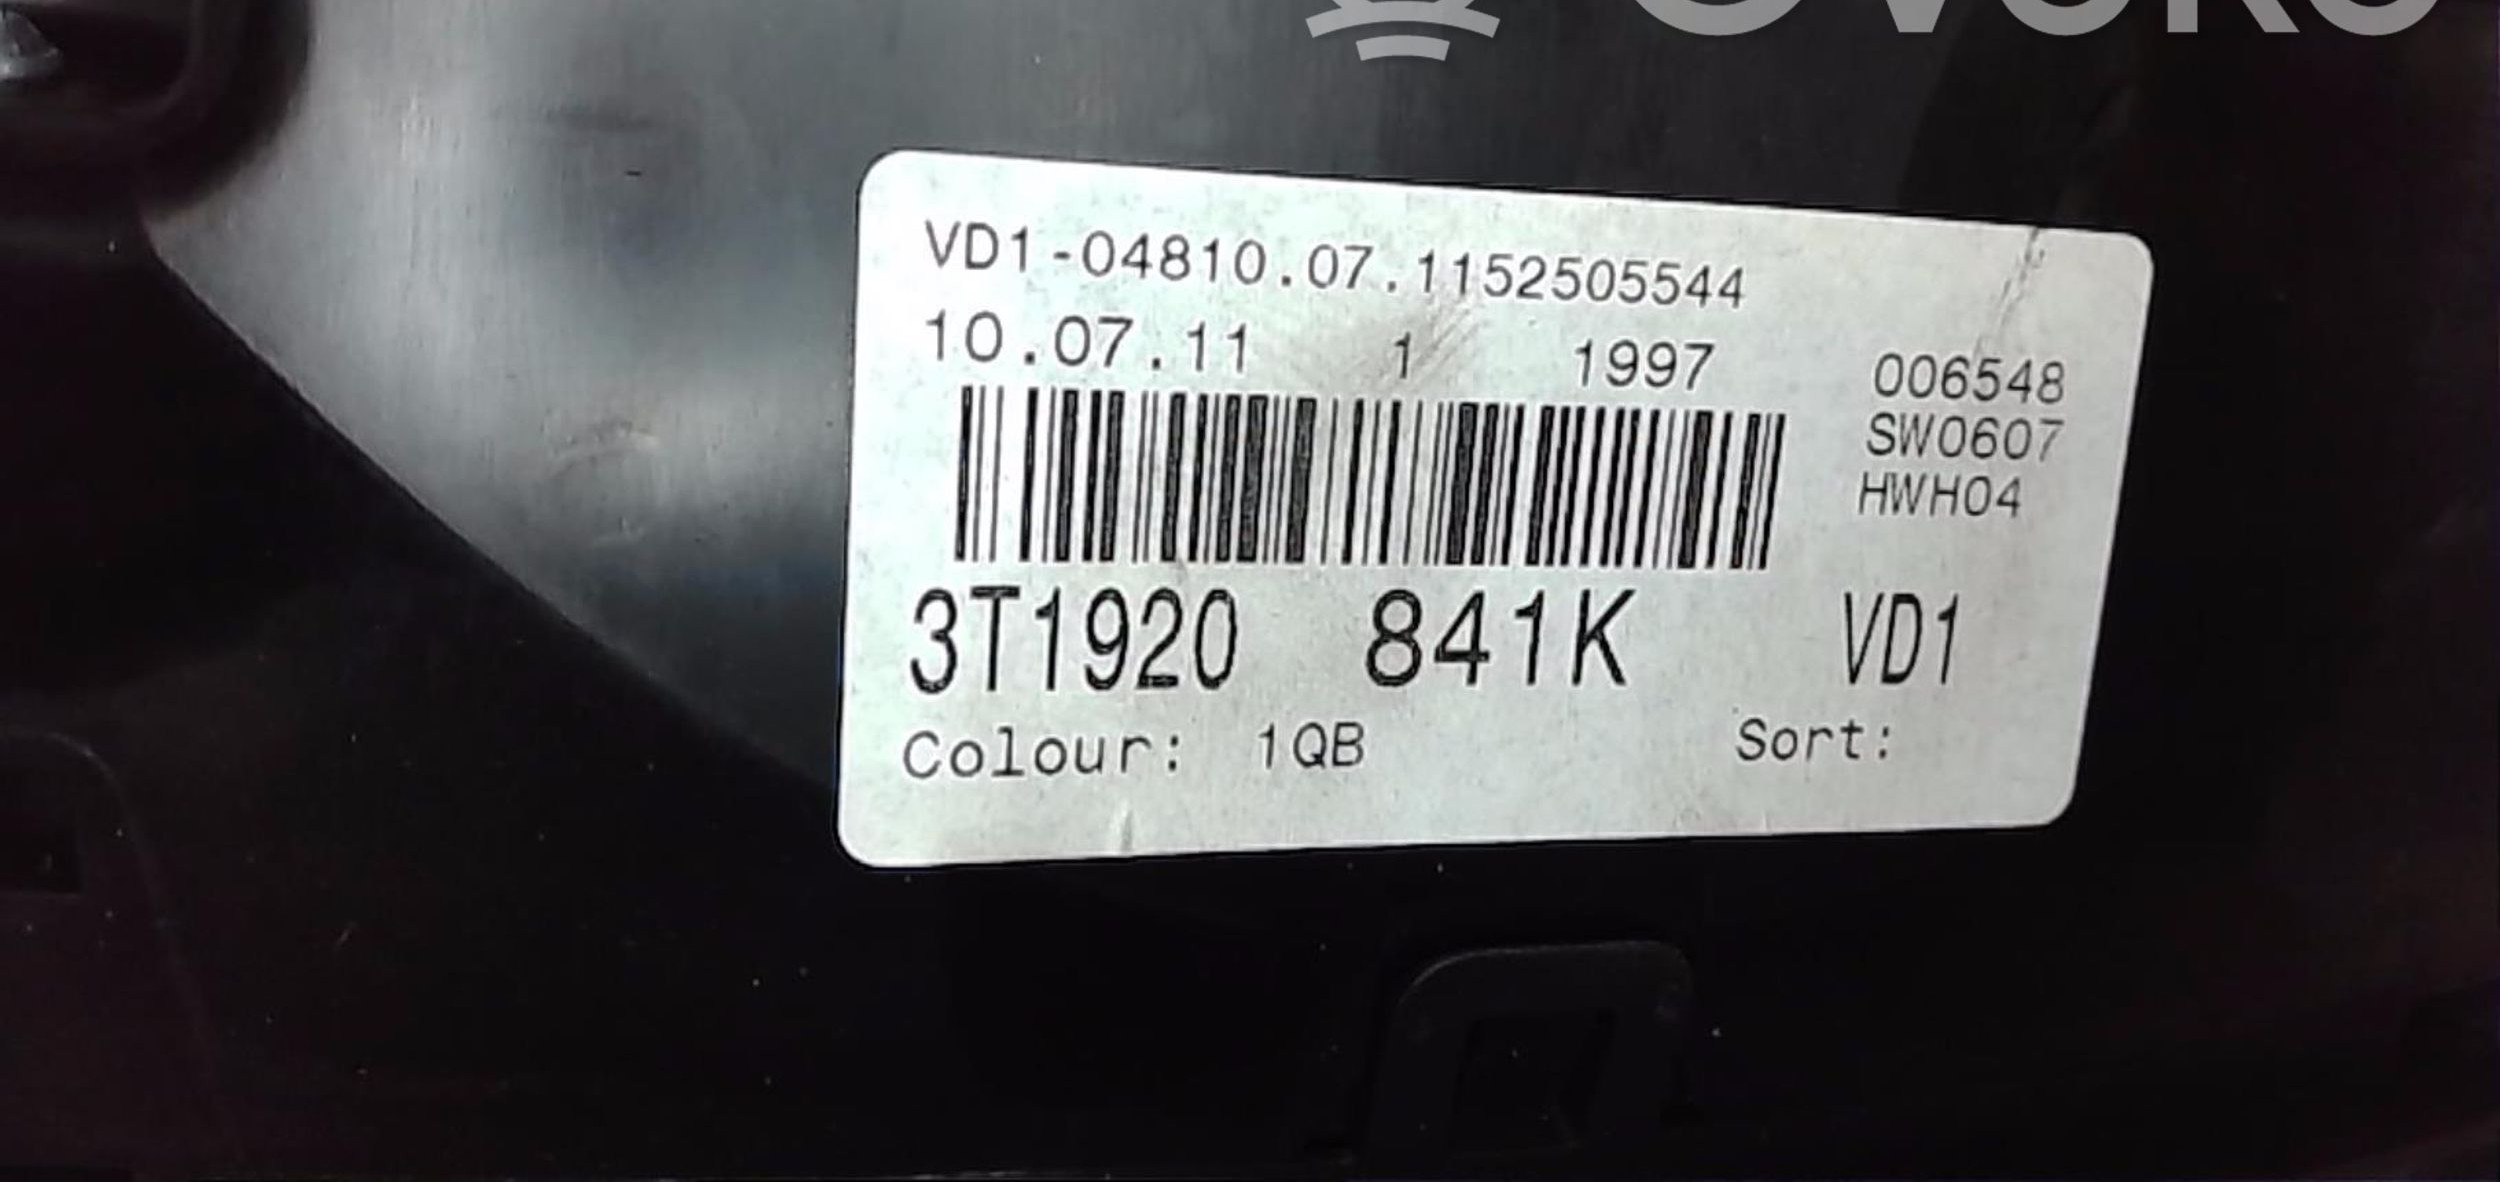 VD1-04810.07.1152505544
10.07.11 1 1997
006548
SW0607
HWH04
3T1920 841K VD1
Colour: 1QB Sort: